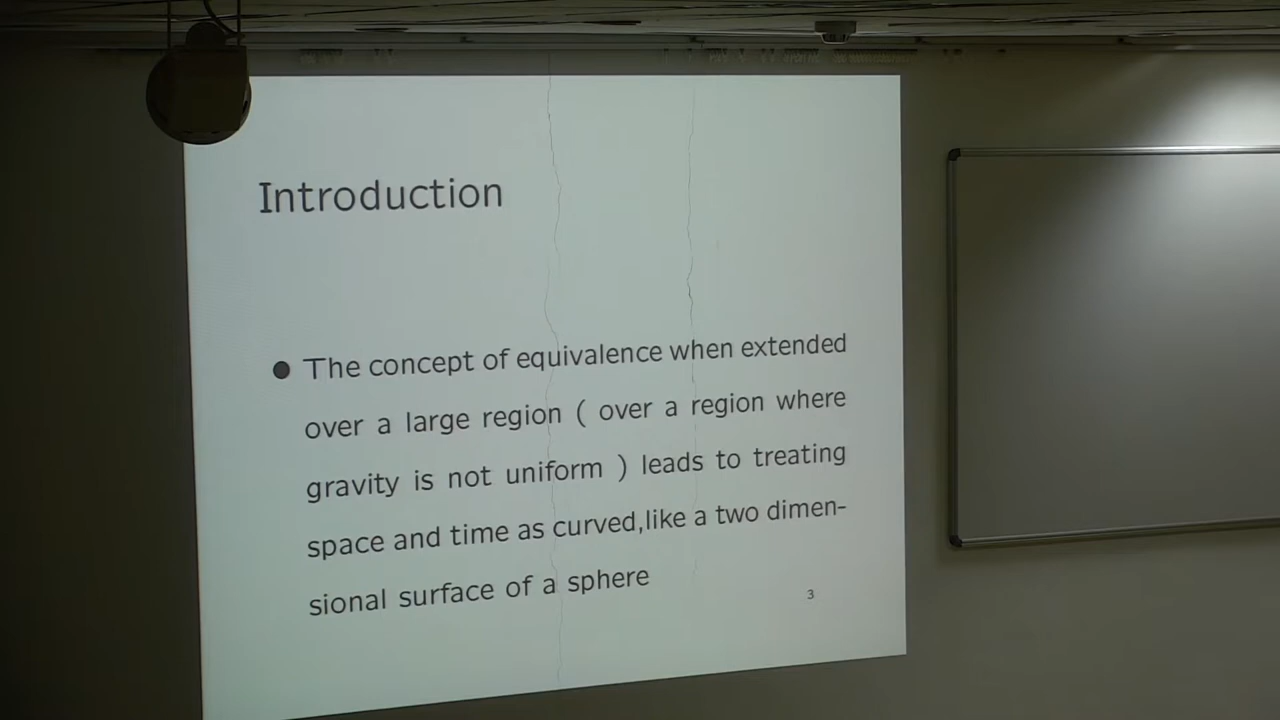 Introduction
● The concept of equivalence when extended
over a large region ( over a region where
gravity is not uniform ) leads to treating
space and time as curved,like a two dimen-
sional surface of a sphere
3